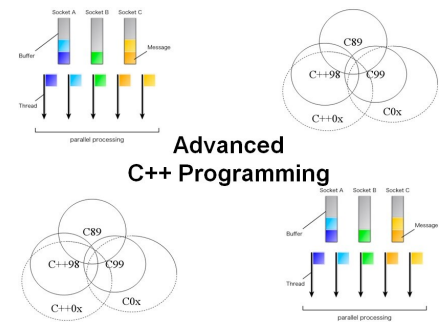 Socket A Socket B Socket C
Buffer
Message
Thread
parallel processing
C89
C++98 C99
C++0x C0x
Advanced
C++ Programming
C89
C++98 C99
C++0x C0x
Socket A Socket B Socket C
Buffer
Message
Thread
parallel processing